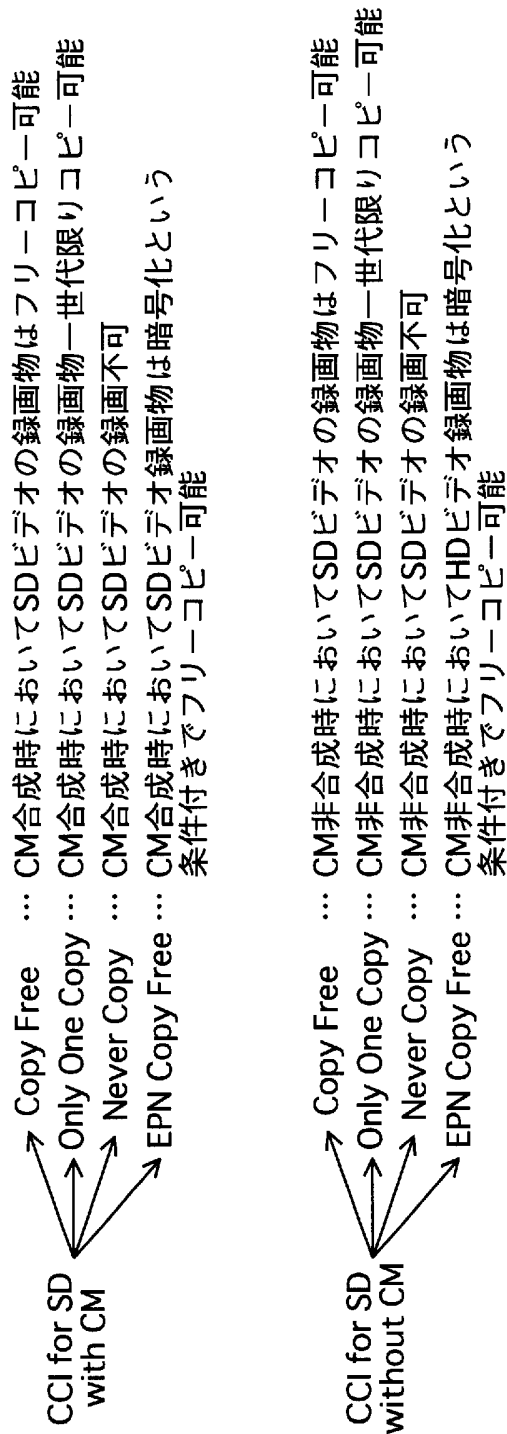 CCI for SD
with CM
Copy Free … CM合成時においてSDビデオの録画物はフリーコピー可能
Only One Copy … CM合成時においてSDビデオの録画物一世代限りコピー可能
Never Copy … CM合成時においてSDビデオの録画不可
EPN Copy Free … CM合成時においてSDビデオ録画物は暗号化という
条件付きでフリーコピー可能
CCI for SD
without CM
Copy Free … CM非合成時においてSDビデオの録画物はフリーコピー可能
Only One Copy … CM非合成時においてSDビデオの録画物一世代限りコピー可能
Never Copy … CM非合成時においてSDビデオの録画不可
EPN Copy Free … CM非合成時においてHDビデオ録画物は暗号化という
条件付きでフリーコピー可能